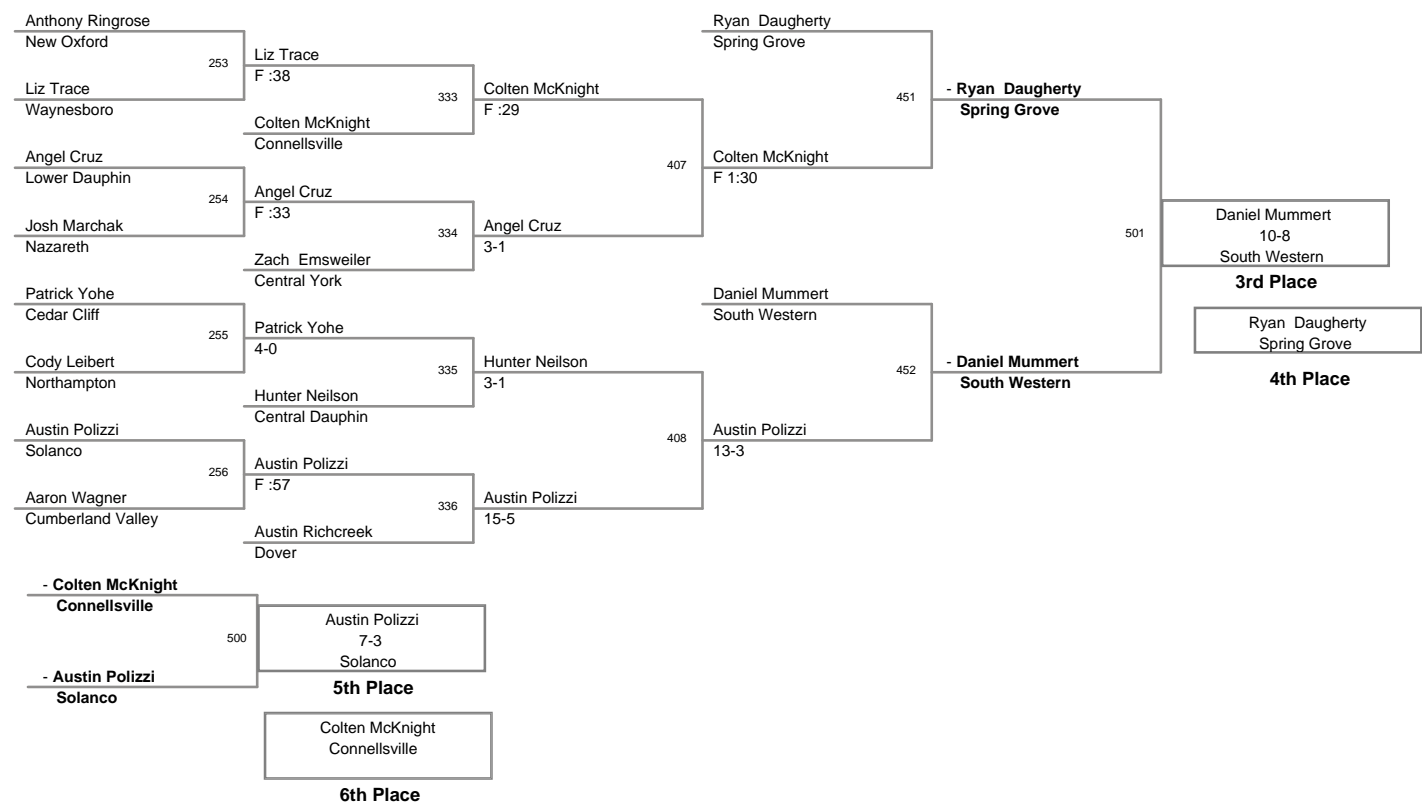 Anthony Ringrose
New Oxford
253
Liz Trace
Waynesboro
Angel Cruz
Lower Dauphin
254
Josh Marchak
Nazareth
Patrick Yohe
Cedar Cliff
255
Cody Leibert
Northampton
Austin Polizzi
Solanco
256
Aaron Wagner
Cumberland Valley
Liz Trace
F :38
333
Colten McKnight
Connellsville
Angel Cruz
F :33
334
Zach Emsweiler
Central York
Patrick Yohe
4-0
335
Hunter Neilson
Central Dauphin
Austin Polizzi
F :57
336
Austin Richcreek
Dover
Colten McKnight
F :29
407
Angel Cruz
3-1
Hunter Neilson
3-1
408
Austin Polizzi
15-5
Ryan Daugherty
Spring Grove
451
Colten McKnight
F 1:30
Daniel Mummert
South Western
452
Austin Polizzi
13-3
- Ryan Daugherty
Spring Grove
501
- Daniel Mummert
South Western
Daniel Mummert
10-8
South Western
3rd Place
Ryan Daugherty
Spring Grove
4th Place
- Colten McKnight
Connellsville
500
- Austin Polizzi
Solanco
Austin Polizzi
7-3
Solanco
5th Place
Colten McKnight
Connellsville
6th Place